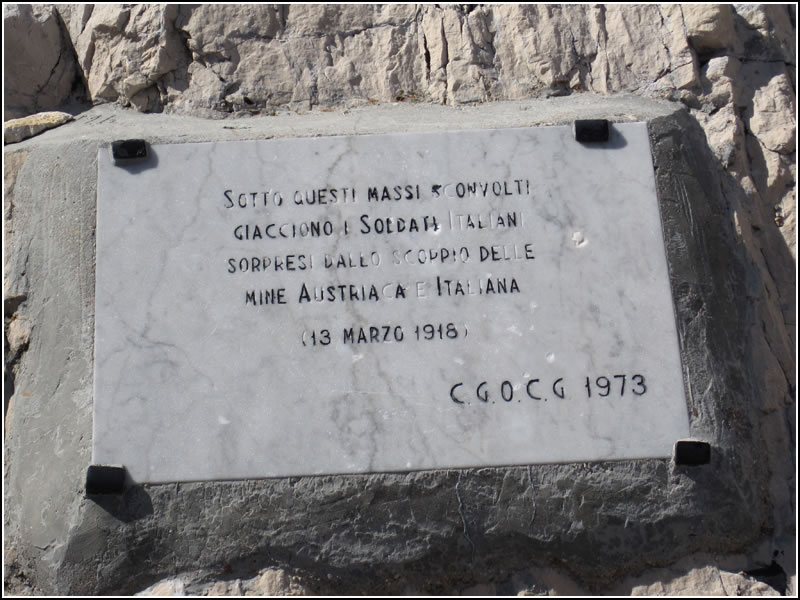 SOTTO QUESTI MASSI SCONVOLTI
GIACCIONO I SOLDATI ITALIANI
SORPRESI DALLO SCOPPIO DELLE
MINE AUSTRIACA E ITALIANA
(13 MARZO 1918)
C.G.O.C.G 1973